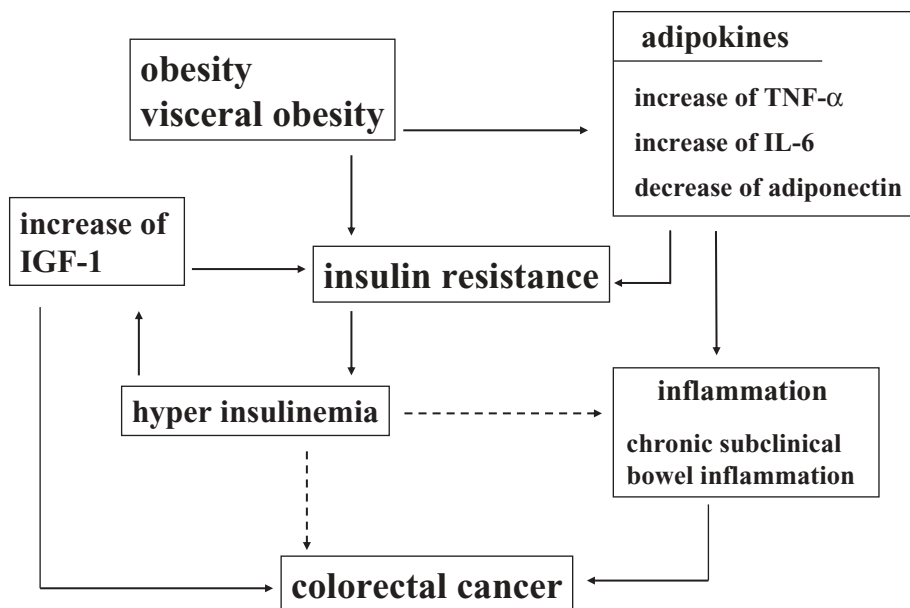 obesity
visceral obesity
adipokines
increase of TNF-α
increase of IL-6
decrease of adiponectin
increase of
IGF-1
insulin resistance
hyper insulinemia
inflammation
chronic subclinical
bowel inflammation
colorectal cancer